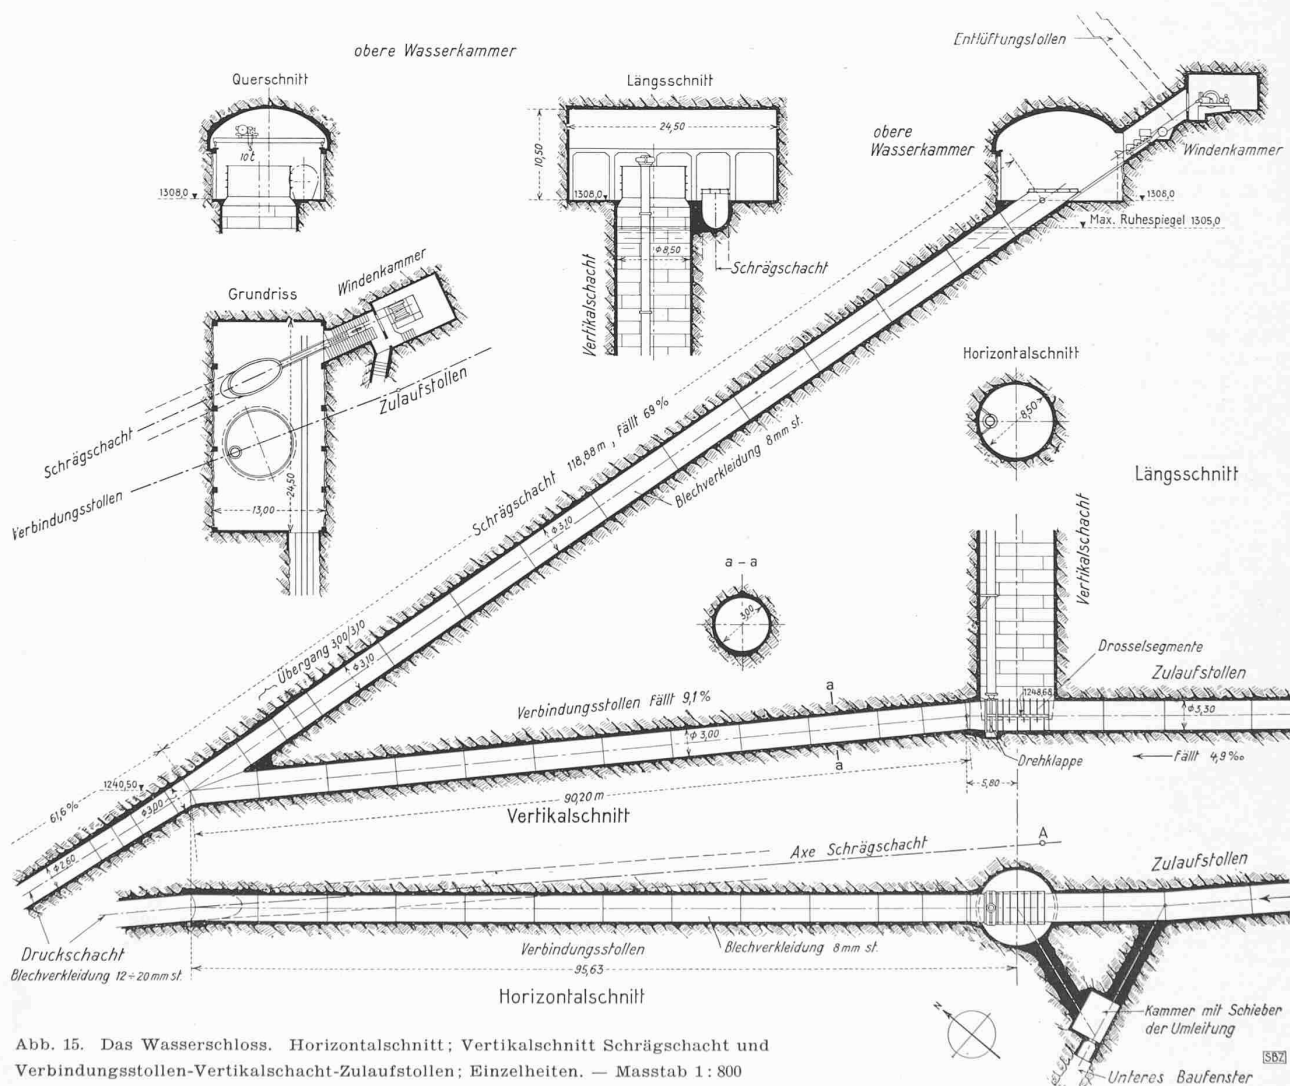 obere Wasserkammer
Querschnitt
10 t
1308,0
Längsschnitt
24,50
10,50
1308,0
Φ 8,50
Vertikalschacht
Schrägschacht
Entlüftungstollen
obere
Wasserkammer
Windenkammer
1308,0
Max. Ruhespiegel 1305,0
Grundriss
Windenkammer
Zulaufstollen
Schrägschacht
Verbindungsstollen
24,50
13,00
Schrägschacht 118,88 m, Fällt 69 %
Φ 3,10
Blechverkleidung 8 mm st.
Horizontalschnitt
8,50
Längsschnitt
Vertikalschacht
a – a
3,00
Übergang 3,00/3,10
Φ 3,10
Verbindungsstollen Fällt 9,1 %
a
Φ 3,00
a
Drosselsegmente
Zulaufstollen
1248,68
Φ 3,30
Drehklappe
Fällt 4,9 ‰
5,80
1240,50
61,6 %
Φ 3,00
Φ 2,60
90,20 m
Vertikalschnitt
Axe Schrägschacht
A
Zulaufstollen
Druckschacht
Blechverkleidung 12 ÷ 20 mm st.
Verbindungsstollen
Blechverkleidung 8 mm st.
95,63
Horizontalschnitt
N
Kammer mit Schieber
der Umleitung
Unteres Baufenster
SBZ
Abb. 15. Das Wasserschloss. Horizontalschnitt; Vertikalschnitt Schrägschacht und
Verbindungsstollen-Vertikalschacht-Zulaufstollen; Einzelheiten. — Masstab 1 : 800